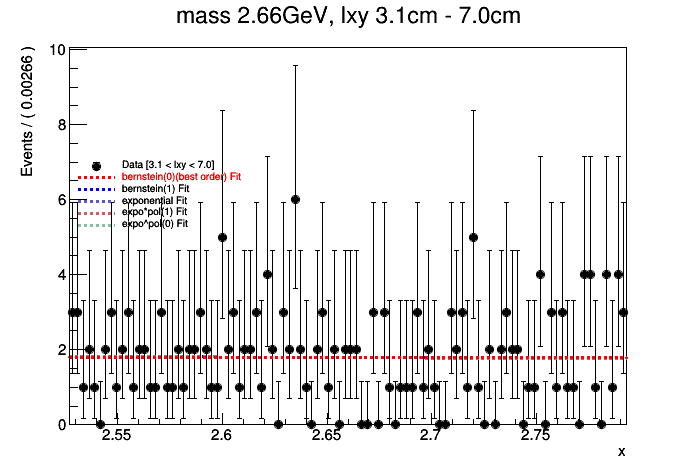 mass 2.66GeV, lxy 3.1cm - 7.0cm
Events / ( 0.00266 )
10
8
6
4
2
0
Data [3.1 < lxy < 7.0]
bernstein(0)(best order) Fit
bernstein(1) Fit
exponential Fit
expo*pol(1) Fit
expo^pol(0) Fit
2.55 2.6 2.65 2.7 2.75
x